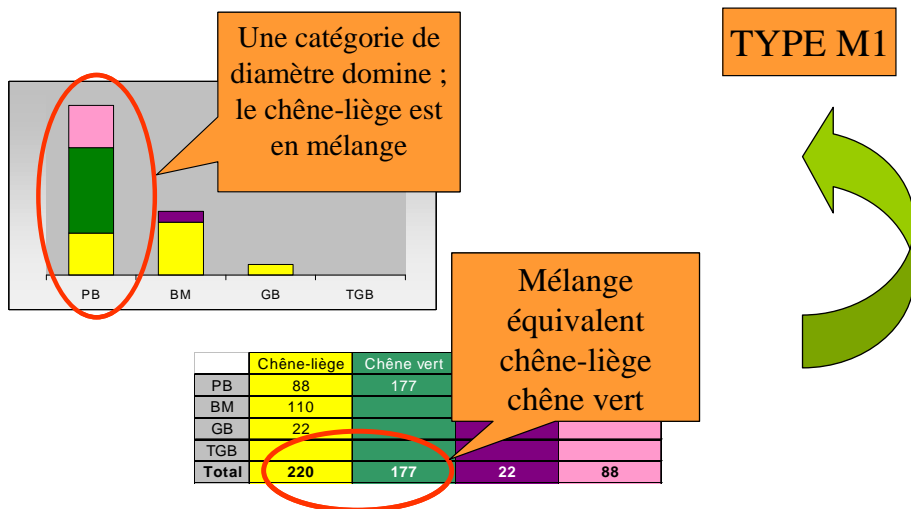 Une catégorie de
diamètre domine ;
le chêne-liège est
en mélange
TYPE M1
PB BM GB TGB
Mélange
équivalent
chêne-liège
chêne vert
Chêne-liège Chêne vert
PB 88 177
BM 110
GB 22
TGB
Total 220 177 22 88